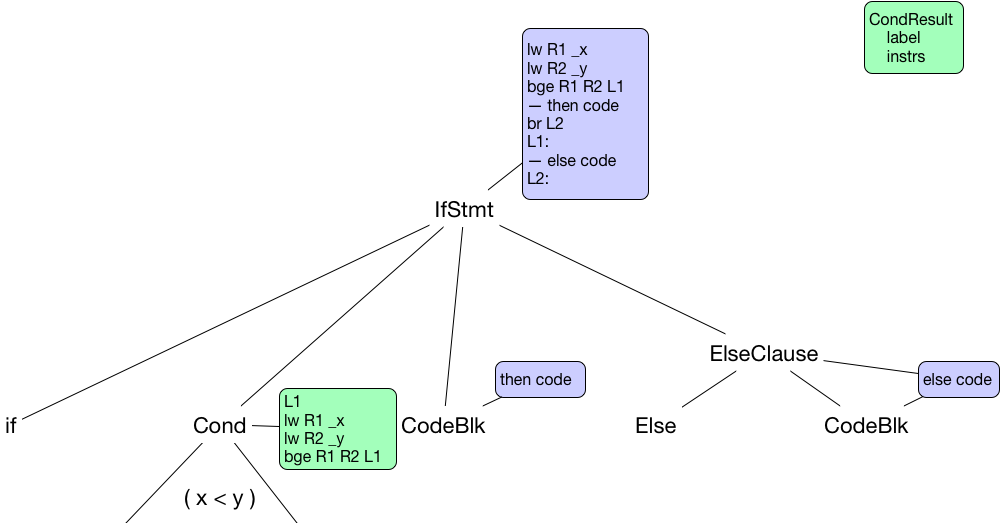 CondResult
label
instrs
lw R1 _x
lw R2 _y
bge R1 R2 L1
— then code
br L2
L1:
— else code
L2:
IfStmt
ElseClause
then code
else code
if
Cond
L1
lw R1 _x
lw R2 _y
bge R1 R2 L1
CodeBlk
Else
CodeBlk
( x < y )